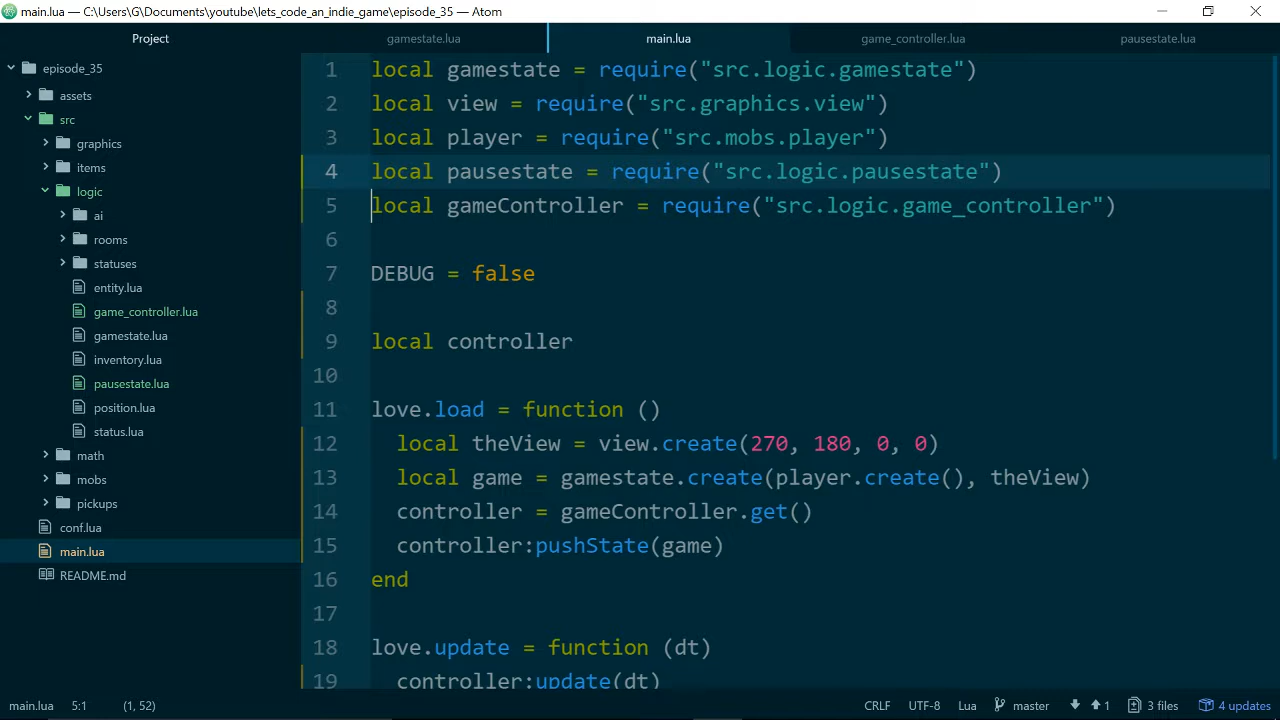 main.lua — C:\Users\G\Documents\youtube\lets_code_an_indie_game\episode_35 — Atom
Project
gamestate.lua
main.lua
game_controller.lua
pausestate.lua
episode_35
assets
src
graphics
items
logic
ai
rooms
statuses
entity.lua
game_controller.lua
gamestate.lua
inventory.lua
pausestate.lua
position.lua
status.lua
math
mobs
pickups
conf.lua
main.lua
README.md
1 local gamestate = require("src.logic.gamestate")
2 local view = require("src.graphics.view")
3 local player = require("src.mobs.player")
4 local pausestate = require("src.logic.pausestate")
5 local gameController = require("src.logic.game_controller")
6
7 DEBUG = false
8
9 local controller
10
11 love.load = function ()
12 local theView = view.create(270, 180, 0, 0)
13 local game = gamestate.create(player.create(), theView)
14 controller = gameController.get()
15 controller:pushState(game)
16 end
17
18 love.update = function (dt)
19 controller:update(dt)
main.lua 5:1 (1, 52) CRLF UTF-8 Lua master 1 3 files 4 updates